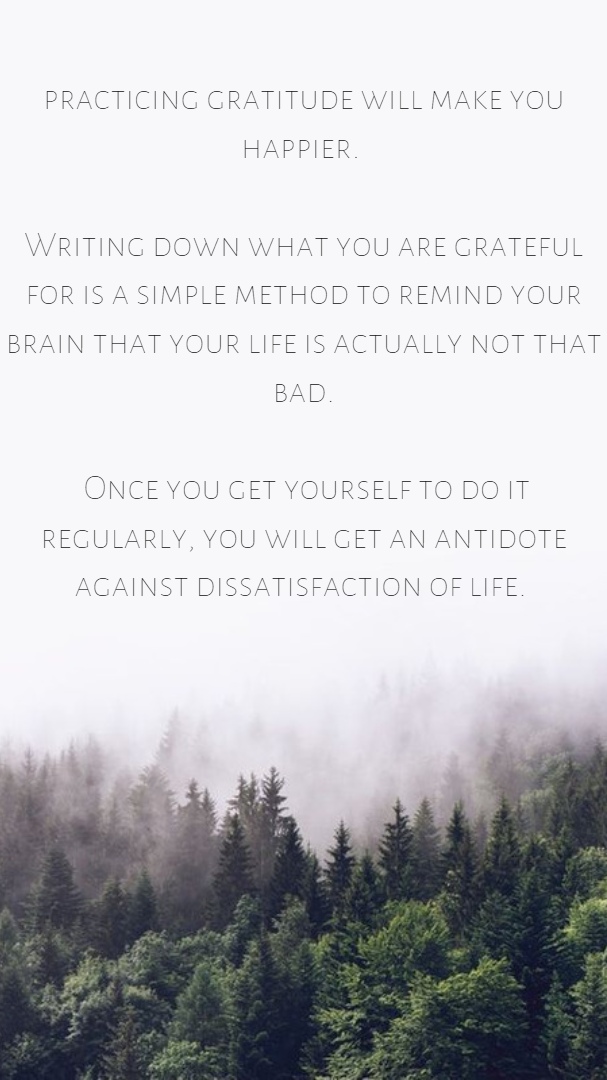 PRACTICING GRATITUDE WILL MAKE YOU
HAPPIER.
WRITING DOWN WHAT YOU ARE GRATEFUL
FOR IS A SIMPLE METHOD TO REMIND YOUR
BRAIN THAT YOUR LIFE IS ACTUALLY NOT THAT
BAD.
ONCE YOU GET YOURSELF TO DO IT
REGULARLY, YOU WILL GET AN ANTIDOTE
AGAINST DISSATISFACTION OF LIFE.